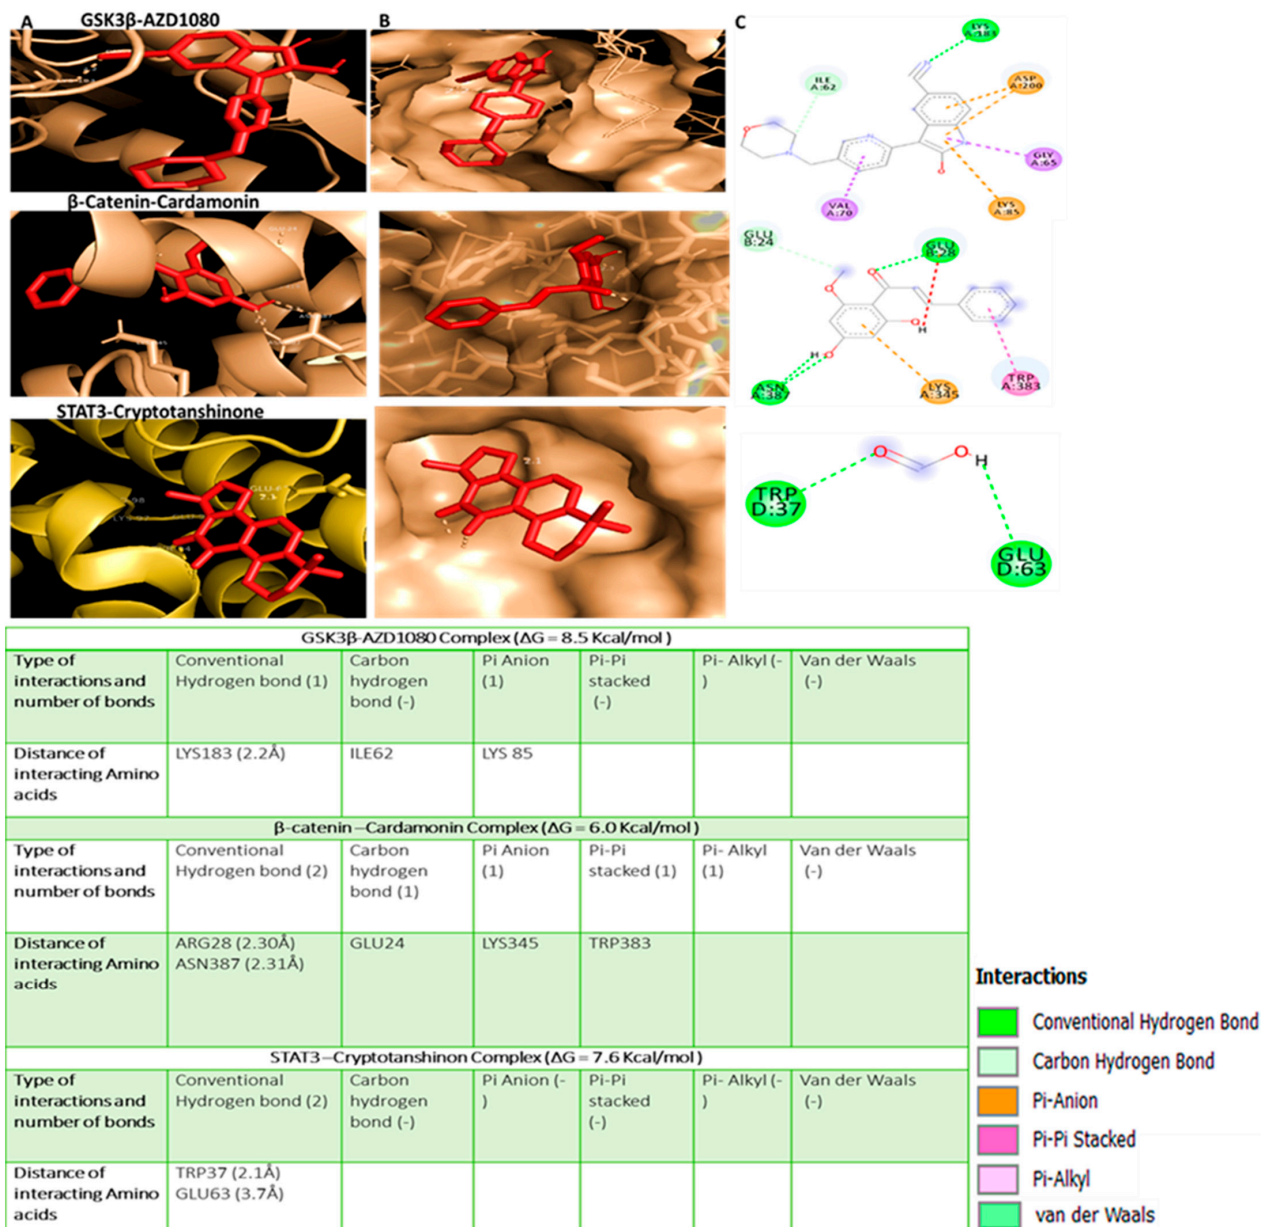 A
GSK3β-AZD1080
B
C
LYS
A:183
ILE
A:62
ASP
A:200
GLY
A:65
VAL
A:70
LYS
A:85
β-Catenin-Cardamonin
GLU-24
GLU
B:24
GLU
B:28
ASN
A:387
LYS
A:345
TRP
A:383
STAT3-Cryptotanshinone
2.1
TRP
D:37
GLU
D:63
GSK3β-AZD1080 Complex (ΔG = 8.5 Kcal/mol )
Type of interactions and number of bonds
Conventional Hydrogen bond (1)
Carbon hydrogen bond (-)
Pi Anion (1)
Pi-Pi stacked (-)
Pi- Alkyl (-)
Van der Waals (-)
Distance of interacting Amino acids
LYS183 (2.2Å)
ILE62
LYS 85
β-catenin –Cardamonin Complex (ΔG = 6.0 Kcal/mol )
Type of interactions and number of bonds
Conventional Hydrogen bond (2)
Carbon hydrogen bond (1)
Pi Anion (1)
Pi-Pi stacked (1)
Pi- Alkyl (1)
Van der Waals (-)
Distance of interacting Amino acids
ARG28 (2.30Å)
ASN387 (2.31Å)
GLU24
LYS345
TRP383
STAT3–Cryptotanshinon Complex (ΔG = 7.6 Kcal/mol )
Type of interactions and number of bonds
Conventional Hydrogen bond (2)
Carbon hydrogen bond (-)
Pi Anion (-)
Pi-Pi stacked (-)
Pi- Alkyl (-)
Van der Waals (-)
Distance of interacting Amino acids
TRP37 (2.1Å)
GLU63 (3.7Å)
Interactions
Conventional Hydrogen Bond
Carbon Hydrogen Bond
Pi-Anion
Pi-Pi Stacked
Pi-Alkyl
van der Waals